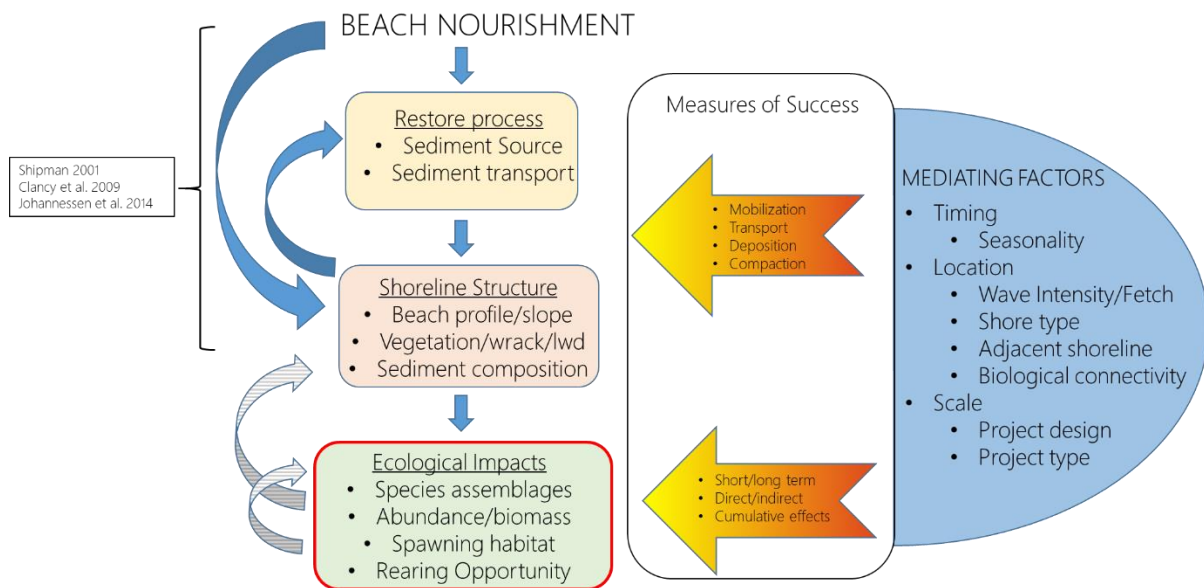 BEACH NOURISHMENT
Shipman 2001
Clancy et al. 2009
Johannessen et al. 2014
Restore process
• Sediment Source
• Sediment transport
Shoreline Structure
• Beach profile/slope
• Vegetation/wrack/lwd
• Sediment composition
Ecological Impacts
• Species assemblages
• Abundance/biomass
• Spawning habitat
• Rearing Opportunity
Measures of Success
• Mobilization
• Transport
• Deposition
• Compaction
• Short/long term
• Direct/indirect
• Cumulative effects
MEDIATING FACTORS
• Timing
• Seasonality
• Location
• Wave Intensity/Fetch
• Shore type
• Adjacent shoreline
• Biological connectivity
• Scale
• Project design
• Project type